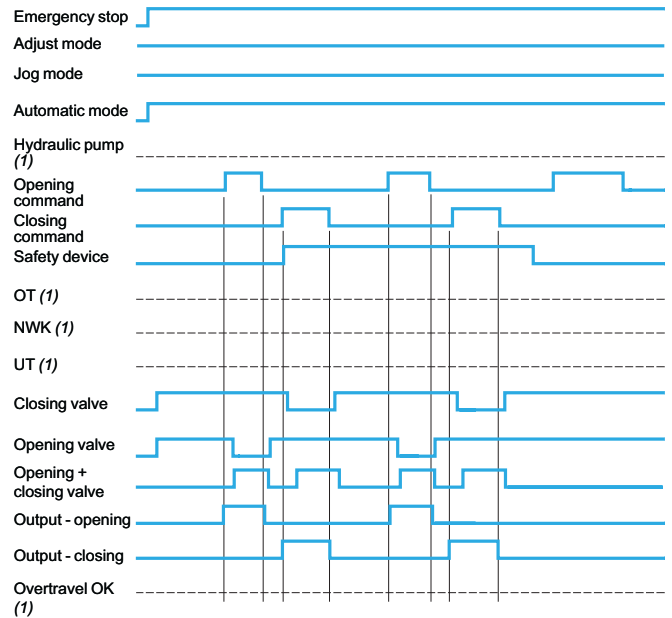 Emergency stop
Adjust mode
Jog mode
Automatic mode
Hydraulic pump
(1)
Opening
command
Closing
command
Safety device
OT (1)
NWK (1)
UT (1)
Closing valve
Opening valve
Opening +
closing valve
Output - opening
Output - closing
Overtravel OK
(1)